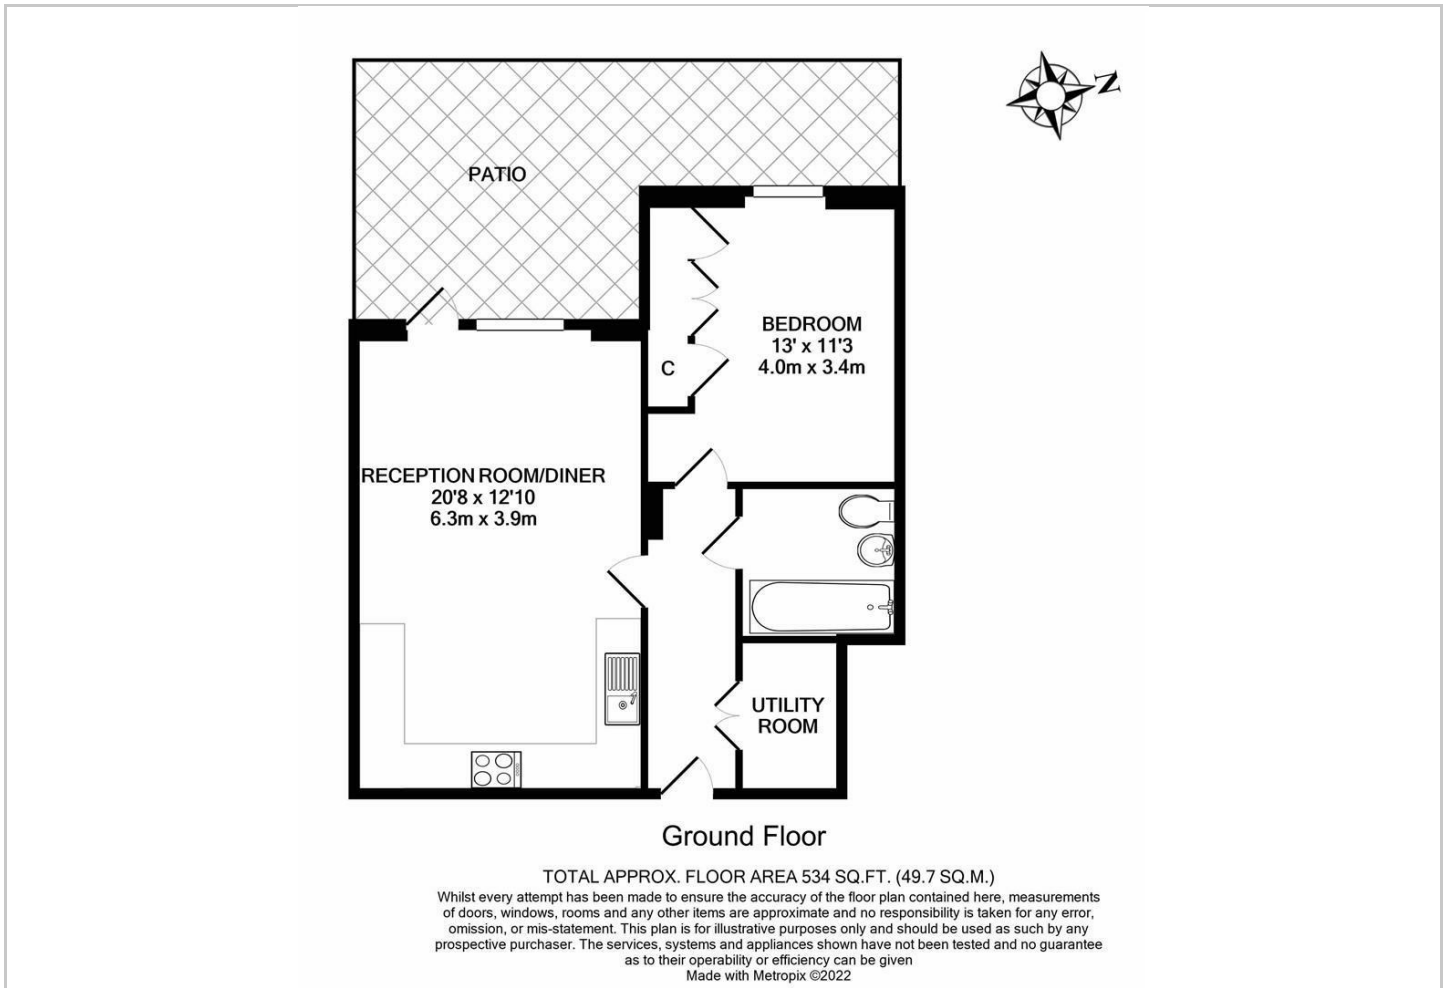 N
PATIO
BEDROOM
13' x 11'3
4.0m x 3.4m
C
RECEPTION ROOM/DINER
20'8 x 12'10
6.3m x 3.9m
UTILITY
ROOM
Ground Floor
TOTAL APPROX. FLOOR AREA 534 SQ.FT. (49.7 SQ.M.)
Whilst every attempt has been made to ensure the accuracy of the floor plan contained here, measurements
of doors, windows, rooms and any other items are approximate and no responsibility is taken for any error,
omission, or mis-statement. This plan is for illustrative purposes only and should be used as such by any
prospective purchaser. The services, systems and appliances shown have not been tested and no guarantee
as to their operability or efficiency can be given
Made with Metropix ©2022